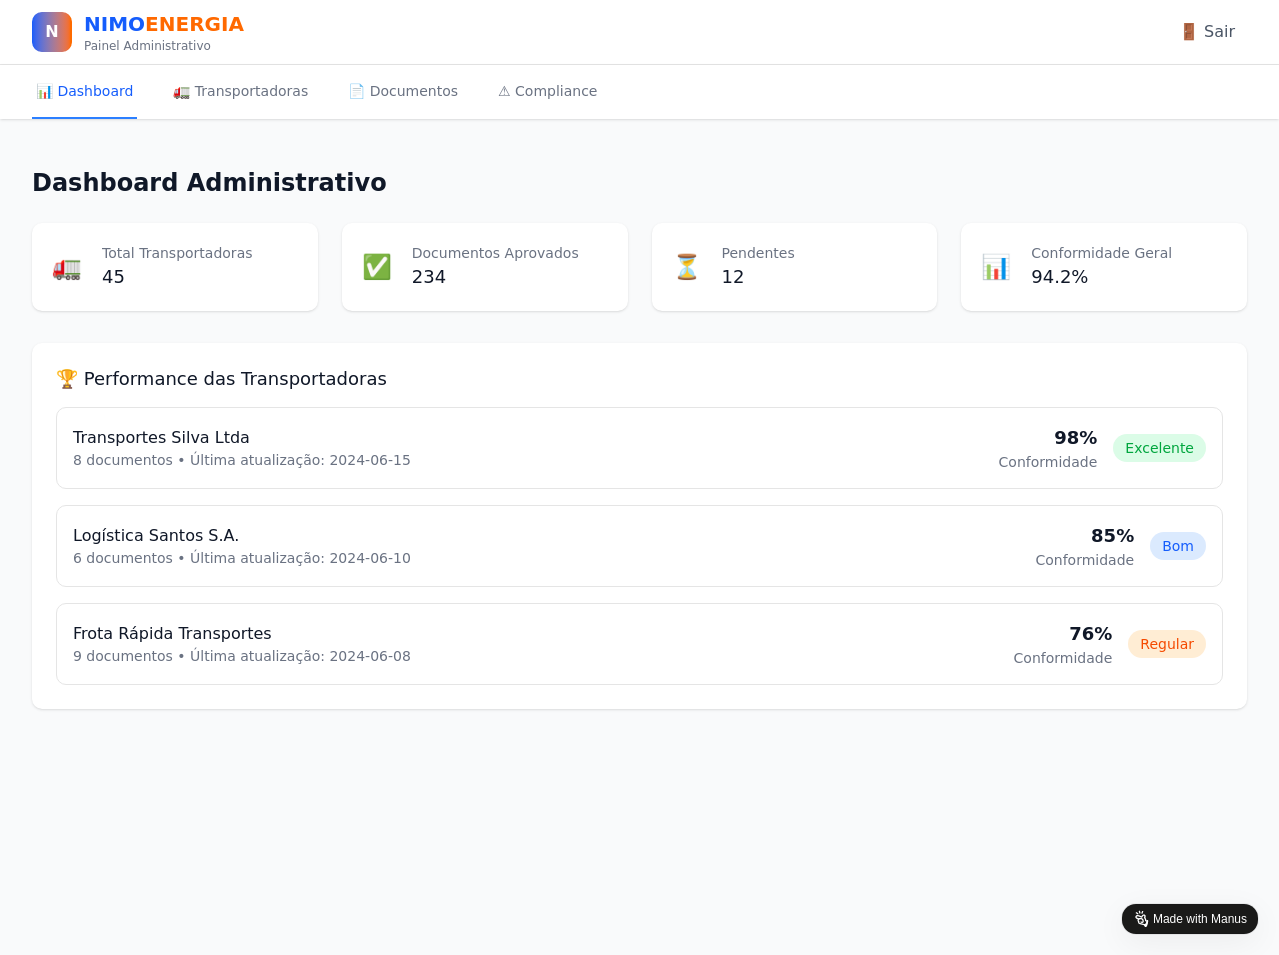 N
NIMOENERGIA
Painel Administrativo
🚪 Sair
📊 Dashboard
🚛 Transportadoras
📄 Documentos
⚠ Compliance
Dashboard Administrativo
Total Transportadoras
45
Documentos Aprovados
234
Pendentes
12
Conformidade Geral
94.2%
🏆 Performance das Transportadoras
Transportes Silva Ltda
8 documentos • Última atualização: 2024-06-15
98%
Conformidade
Excelente
Logística Santos S.A.
6 documentos • Última atualização: 2024-06-10
85%
Conformidade
Bom
Frota Rápida Transportes
9 documentos • Última atualização: 2024-06-08
76%
Conformidade
Regular
Made with Manus